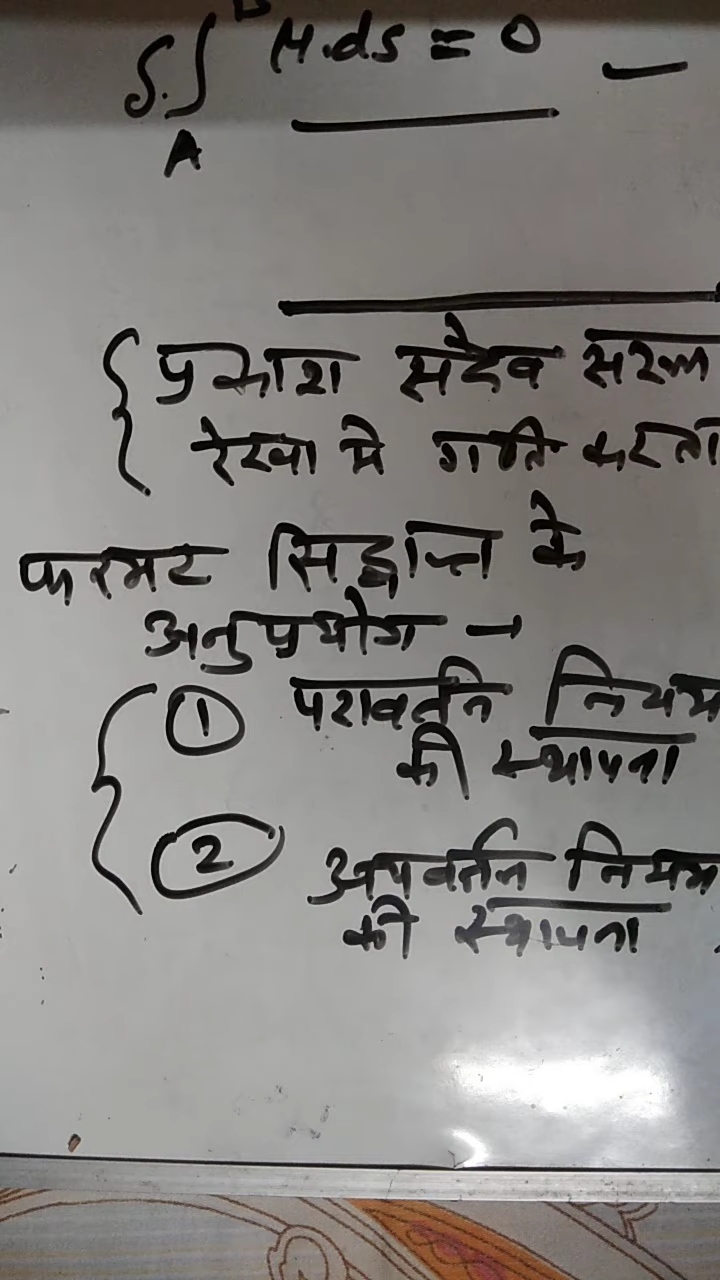 δ.∫ᴮ_A μ.ds = 0 —
प्रकाश सदैव सरल
रेखा मे गति करता
फरमट सिद्धान्त के
अनुप्रयोग →
① परावर्तन नियम
की स्थापना
② अपवर्तन नियम
की स्थापना